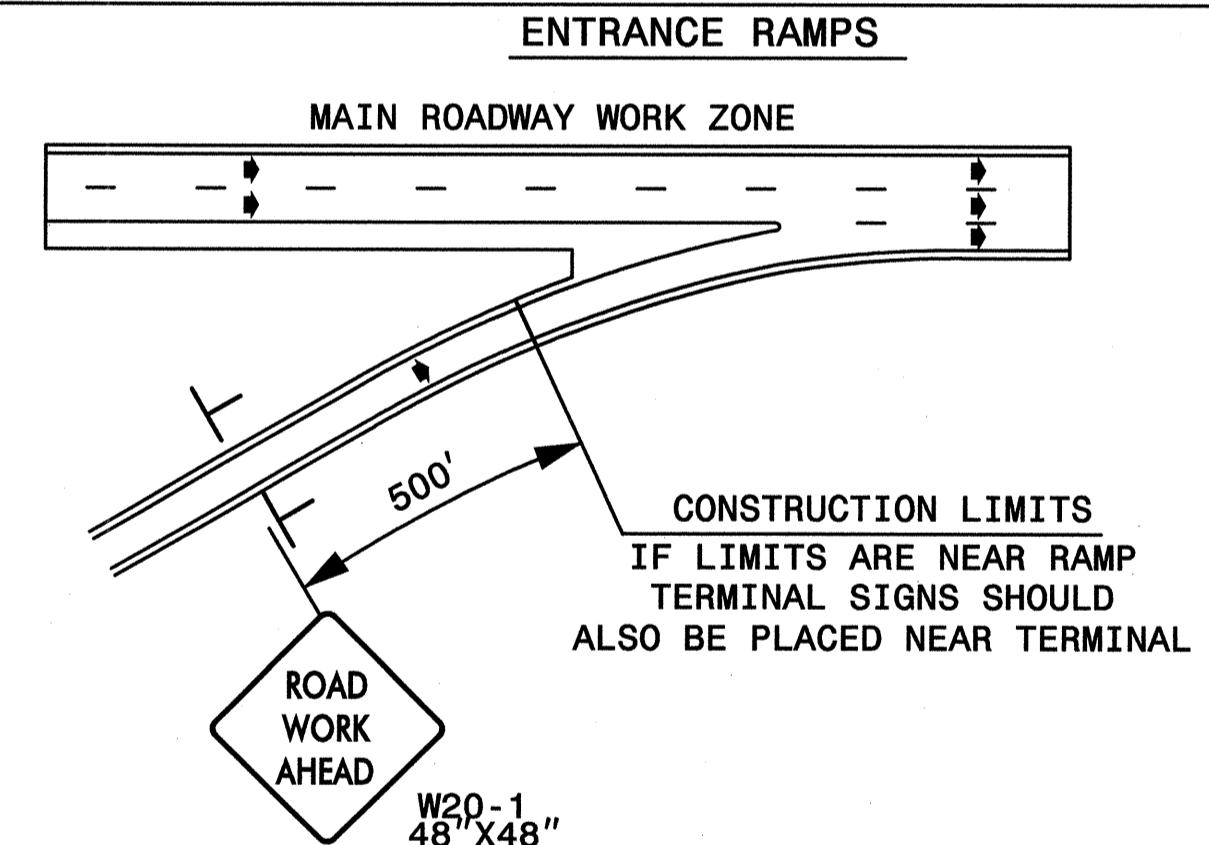 ENTRANCE RAMPS
MAIN ROADWAY WORK ZONE
500'
CONSTRUCTION LIMITS
IF LIMITS ARE NEAR RAMP
TERMINAL SIGNS SHOULD
ALSO BE PLACED NEAR TERMINAL
ROAD
WORK
AHEAD
W20-1
48"X48"